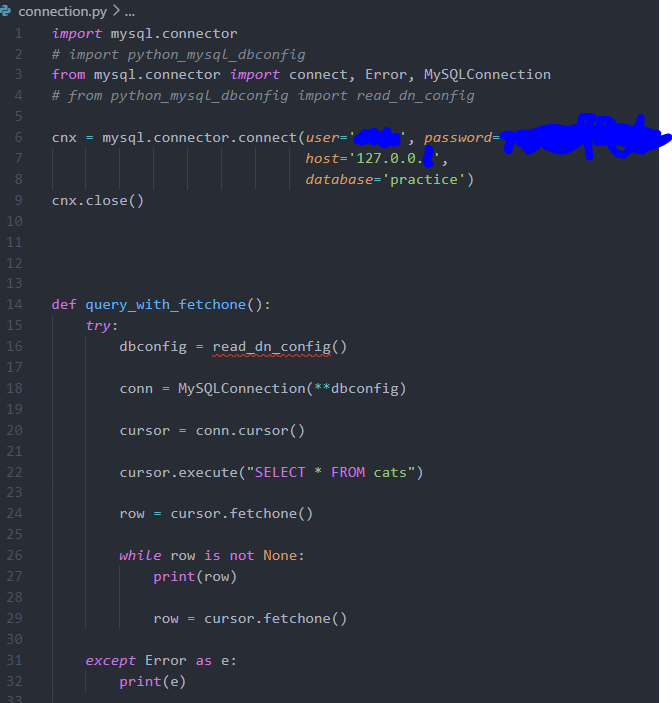 connection.py > ...
1 import mysql.connector
2 # import python_mysql_dbconfig
3 from mysql.connector import connect, Error, MySQLConnection
4 # from python_mysql_dbconfig import read_dn_config
5
6 cnx = mysql.connector.connect(user='', password=
7 host='127.0.0.',
8 database='practice')
9 cnx.close()
10
11
12
13
14 def query_with_fetchone():
15 try:
16 dbconfig = read_dn_config()
17
18 conn = MySQLConnection(**dbconfig)
19
20 cursor = conn.cursor()
21
22 cursor.execute("SELECT * FROM cats")
23
24 row = cursor.fetchone()
25
26 while row is not None:
27 print(row)
28
29 row = cursor.fetchone()
30
31 except Error as e:
32 print(e)
33